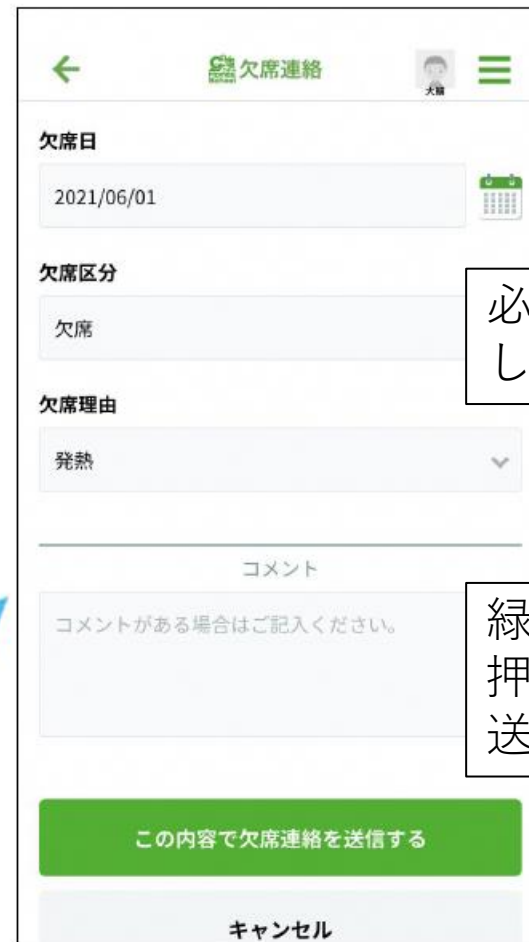 欠席連絡
欠席日
2021/06/01
欠席区分
欠席
必
し
欠席理由
発熱
コメント
コメントがある場合はご記入ください。
緑
押
送
この内容で欠席連絡を送信する
キャンセル